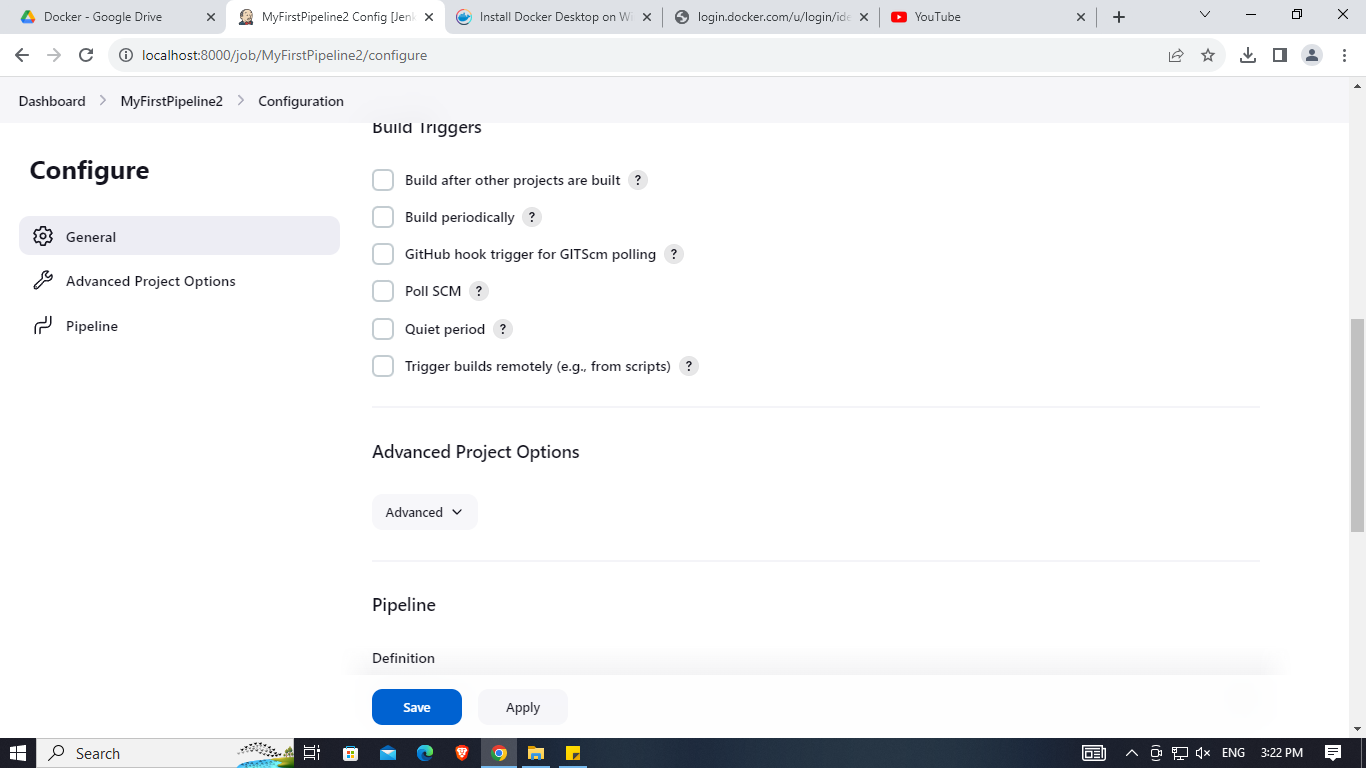 Docker - Google Drive
MyFirstPipeline2 Config [Jenk
Install Docker Desktop on Wi
login.docker.com/u/login/ide
YouTube
localhost:8000/job/MyFirstPipeline2/configure
Dashboard > MyFirstPipeline2 > Configuration
Configure
General
Advanced Project Options
Pipeline
Build Triggers
Build after other projects are built ?
Build periodically ?
GitHub hook trigger for GITScm polling ?
Poll SCM ?
Quiet period ?
Trigger builds remotely (e.g., from scripts) ?
Advanced Project Options
Advanced
Pipeline
Definition
Save
Apply
Search
ENG
3:22 PM